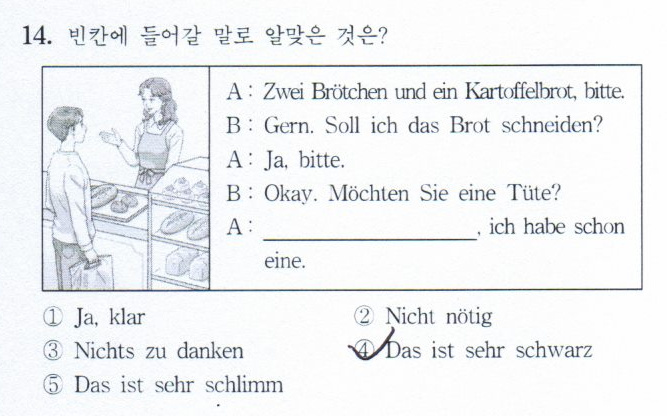 14. 빈칸에 들어갈 말로 알맞은 것은?
A : Zwei Brötchen und ein Kartoffelbrot, bitte.
B : Gern. Soll ich das Brot schneiden?
A : Ja, bitte.
B : Okay. Möchten Sie eine Tüte?
A : ____________________, ich habe schon
eine.
① Ja, klar
② Nicht nötig
③ Nichts zu danken
④ Das ist sehr schwarz
⑤ Das ist sehr schlimm